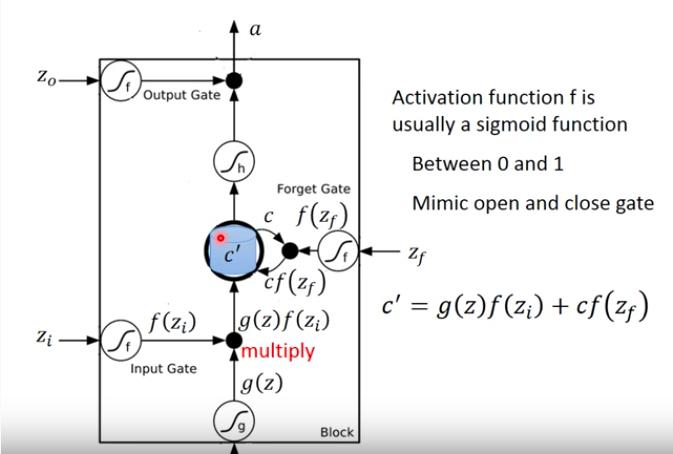 a
z_o
f
Output Gate
Activation function f is
usually a sigmoid function
Between 0 and 1
Mimic open and close gate
h
Forget Gate
c f(z_f)
c'
f
z_f
cf(z_f)
c' = g(z)f(z_i) + cf(z_f)
z_i
f
f(z_i)
g(z)f(z_i)
multiply
Input Gate
g(z)
g
Block